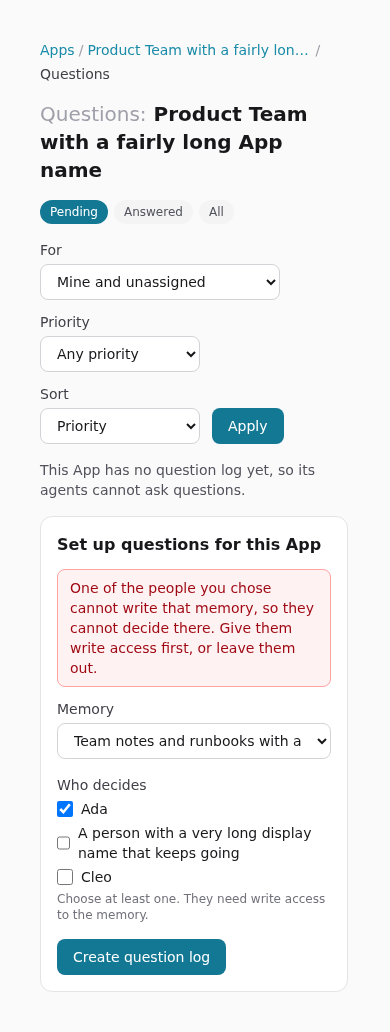 Apps / Product Team with a fairly lon… /
Questions
Questions: Product Team
with a fairly long App
name
Pending Answered All
For
Mine and unassigned
Priority
Any priority
Sort
Priority Apply
This App has no question log yet, so its
agents cannot ask questions.
Set up questions for this App
One of the people you chose
cannot write that memory, so they
cannot decide there. Give them
write access first, or leave them
out.
Memory
Team notes and runbooks with a
Who decides
Ada
A person with a very long display
name that keeps going
Cleo
Choose at least one. They need write access
to the memory.
Create question log